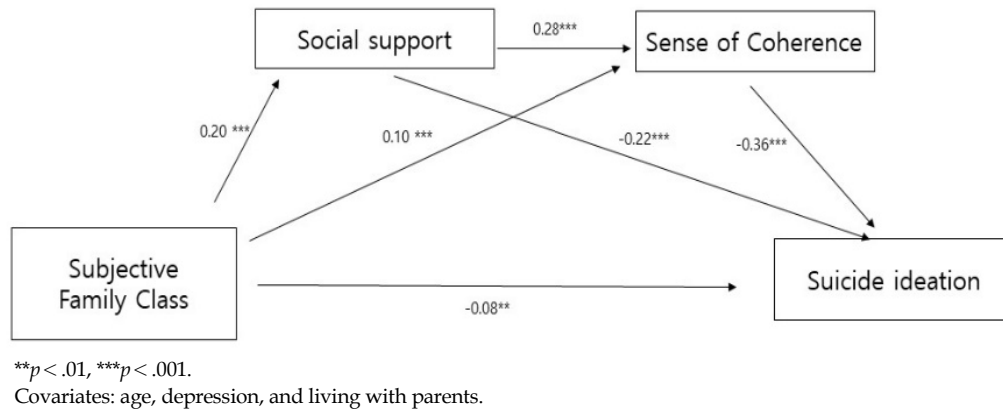 Social support
0.28***
Sense of Coherence
0.20 ***
0.10 ***
-0.22***
-0.36***
Subjective
Family Class
-0.08**
Suicide ideation
**p < .01, ***p < .001.
Covariates: age, depression, and living with parents.